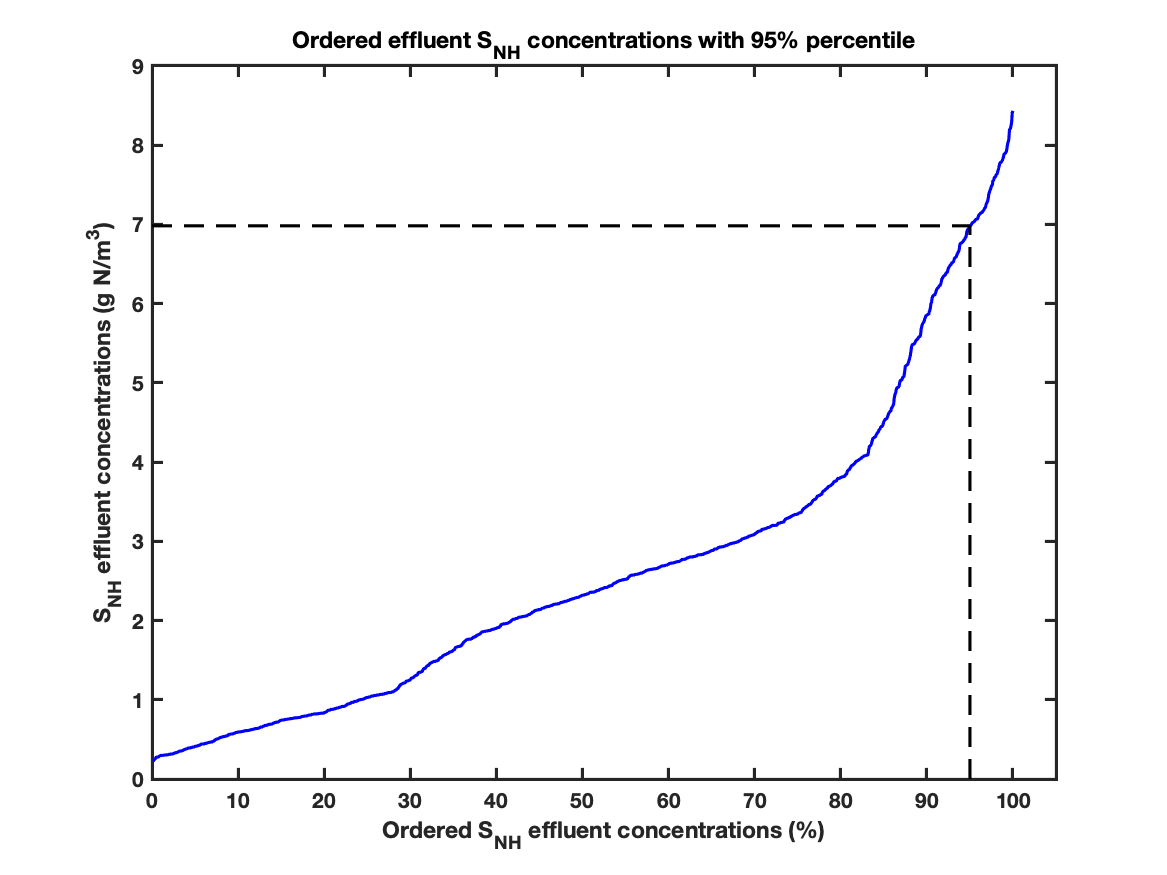 Ordered effluent S_NH concentrations with 95% percentile
9
8
7
6
5
4
3
2
1
0
S_NH effluent concentrations (g N/m³)
0 10 20 30 40 50 60 70 80 90 100
Ordered S_NH effluent concentrations (%)